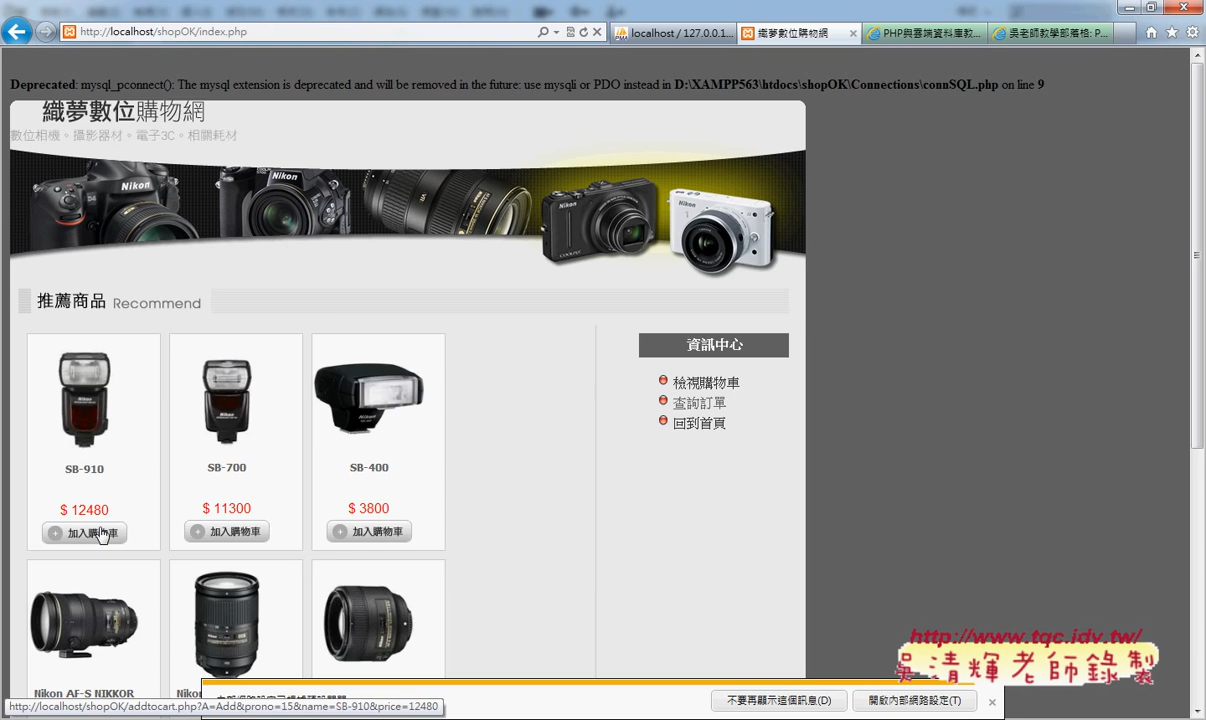 http://localhost/shopOK/index.php
localhost / 127.0.0.1...
織夢數位購物網
PHP與雲端資料庫教...
吳老師教學部落格: P...
Deprecated: mysql_pconnect(): The mysql extension is deprecated and will be removed in the future: use mysqli or PDO instead in D:\XAMPP563\htdocs\shopOK\Connections\connSQL.php on line 9
織夢數位購物網
數位相機。攝影器材。電子3C。相關耗材
Nikon
Nikon
Nikon
Nikon
推薦商品 Recommend
資訊中心
檢視購物車
查詢訂單
回到首頁
SB-910
SB-700
SB-400
$ 12480
$ 11300
$ 3800
加入購物車
加入購物車
加入購物車
Nikon AF-S NIKKOR
http://www.tqc.idv.tw/
吳清輝老師錄製
不要再顯示這個訊息(D)
開啟內部網路設定(T)
http://localhost/shopOK/addtocart.php?A=Add&prono=15&name=SB-910&price=12480